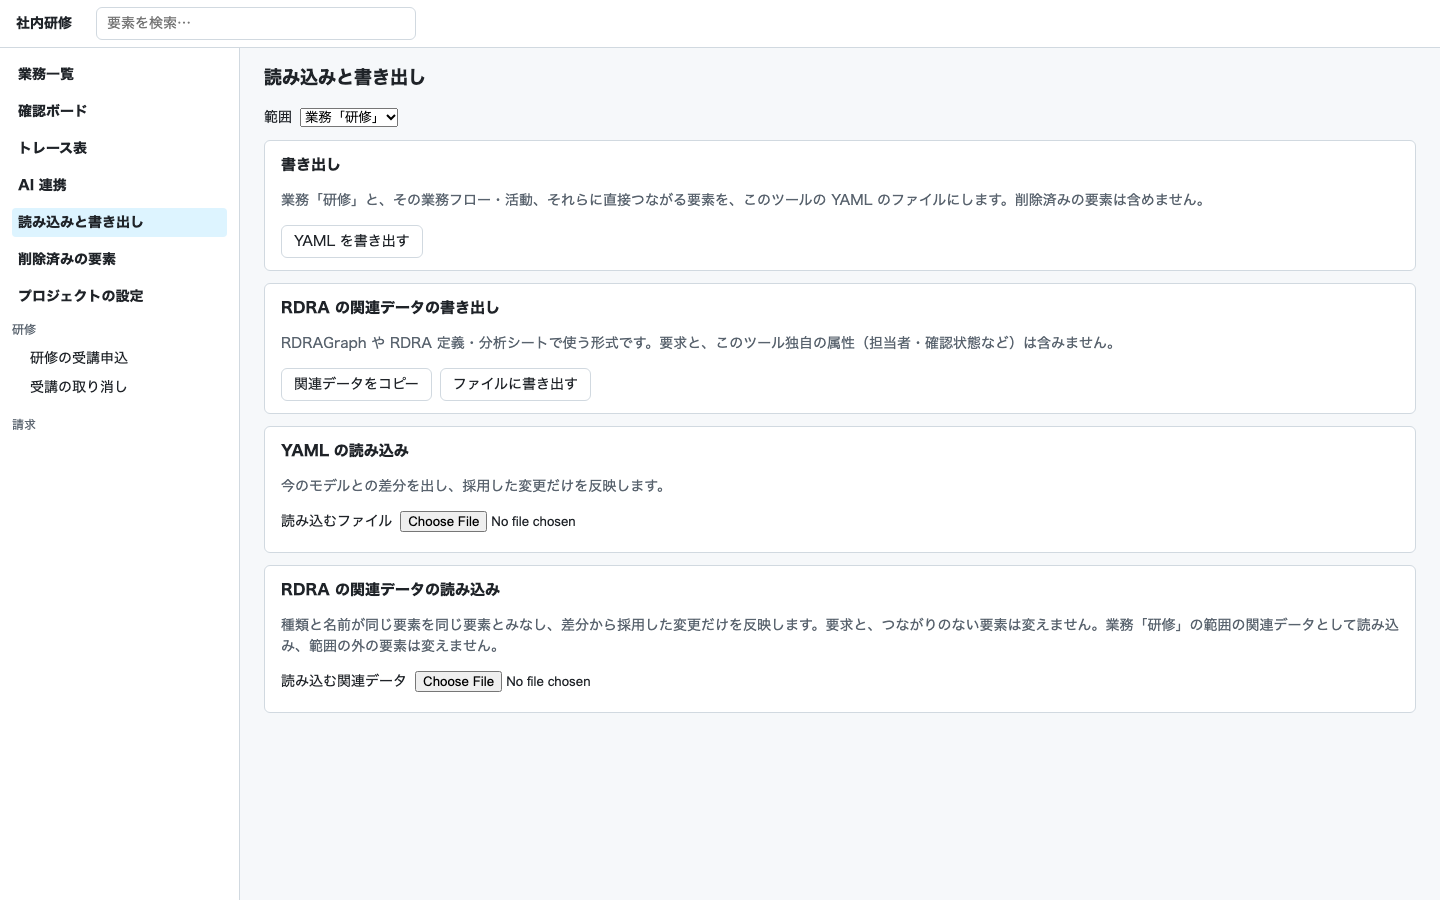 社内研修
要素を検索…
業務一覧
確認ボード
トレース表
AI 連携
読み込みと書き出し
削除済みの要素
プロジェクトの設定
研修
研修の受講申込
受講の取り消し
請求
読み込みと書き出し
範囲 業務「研修」
書き出し
業務「研修」と、その業務フロー・活動、それらに直接つながる要素を、このツールの YAML のファイルにします。削除済みの要素は含めません。
YAML を書き出す
RDRA の関連データの書き出し
RDRAGraph や RDRA 定義・分析シートで使う形式です。要求と、このツール独自の属性（担当者・確認状態など）は含みません。
関連データをコピー ファイルに書き出す
YAML の読み込み
今のモデルとの差分を出し、採用した変更だけを反映します。
読み込むファイル Choose File No file chosen
RDRA の関連データの読み込み
種類と名前が同じ要素を同じ要素とみなし、差分から採用した変更だけを反映します。要求と、つながりのない要素は変えません。業務「研修」の範囲の関連データとして読み込
み、範囲の外の要素は変えません。
読み込む関連データ Choose File No file chosen